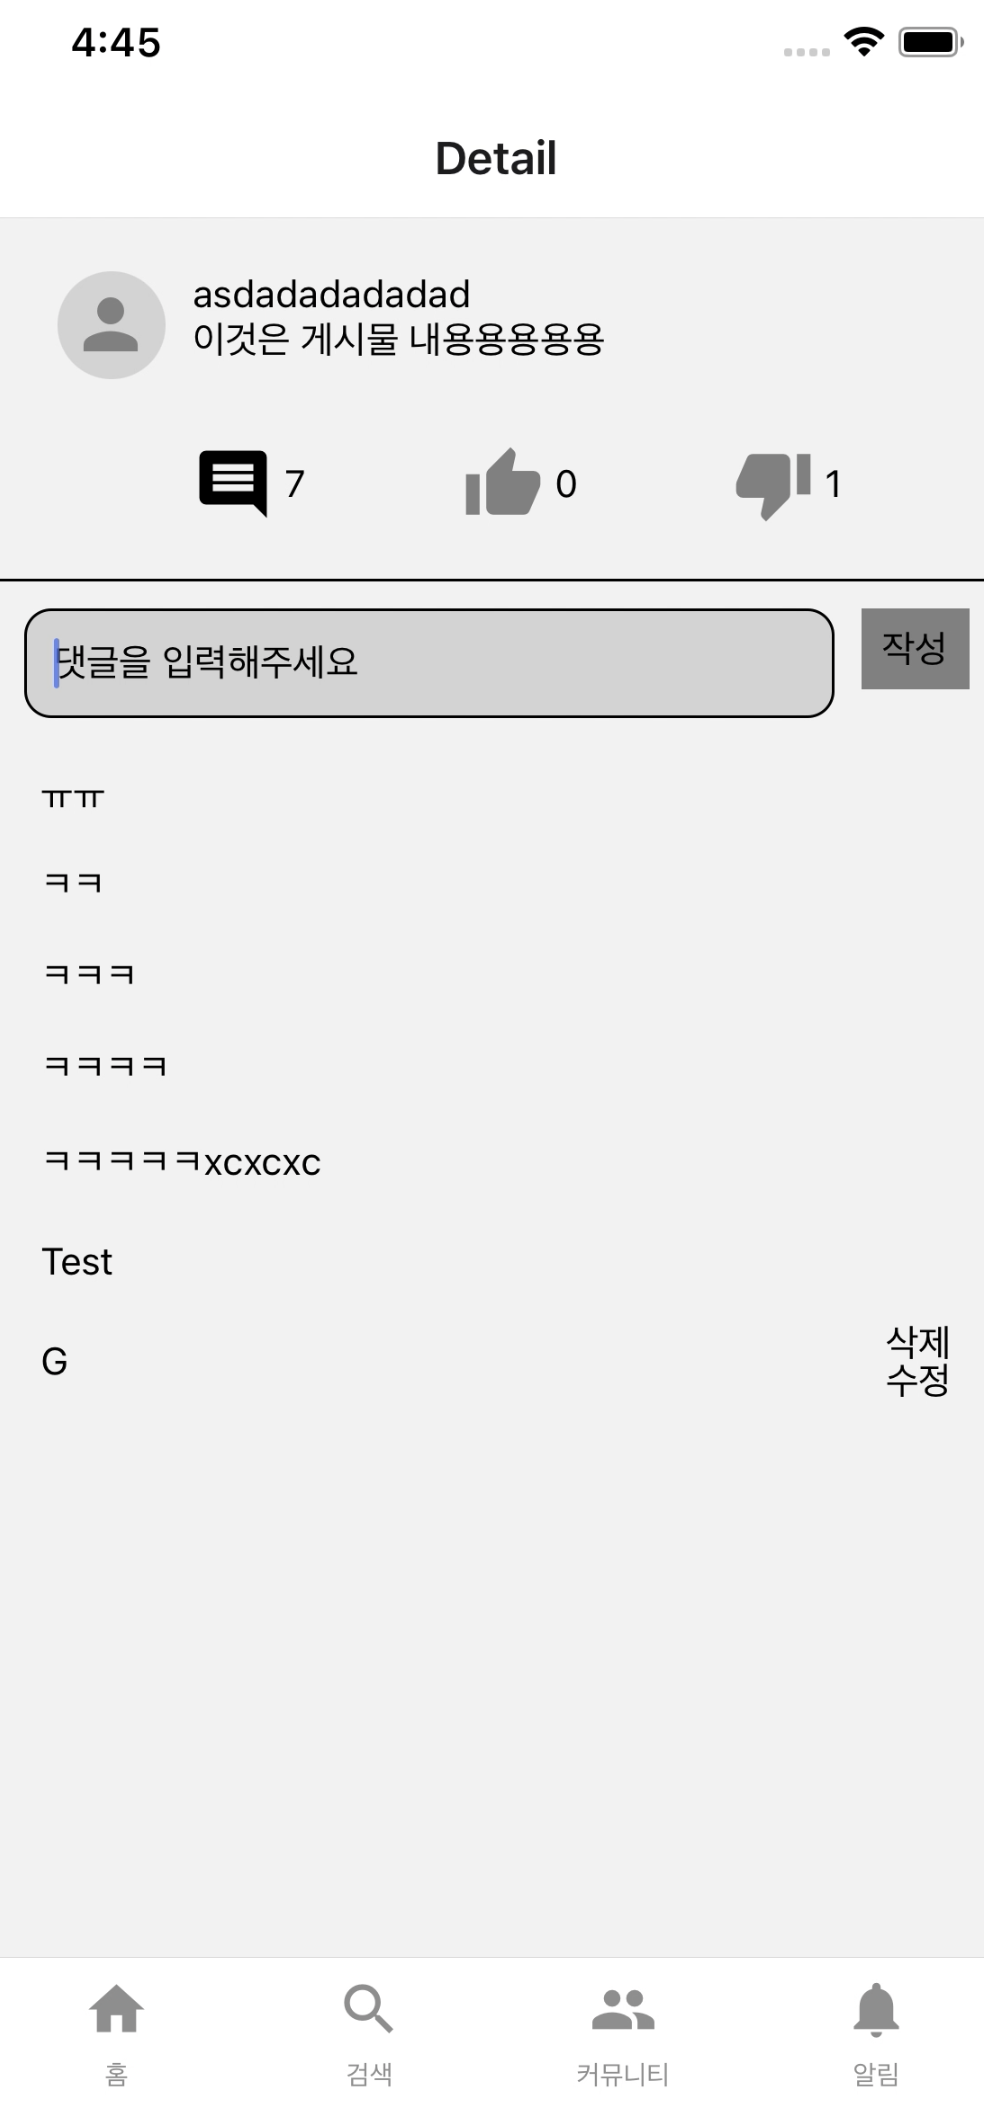 4:45
Detail
asdadadadadad
이것은 게시물 내용용용용용
7
0
1
댓글을 입력해주세요
작성
ㅠㅠ
ㅋㅋ
ㅋㅋㅋ
ㅋㅋㅋㅋ
ㅋㅋㅋㅋㅋxcxcxc
Test
G
삭제
수정
홈
검색
커뮤니티
알림